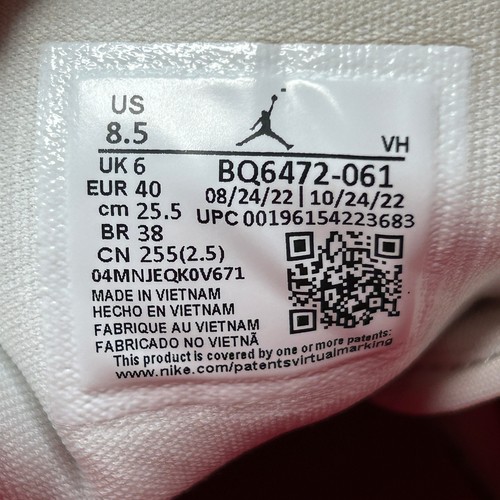 US
8.5
VH
UK 6
EUR 40
cm 25.5
BR 38
CN 255(2.5)
04MNJEQK0V671
BQ6472-061
08/24/22 | 10/24/22
UPC 00196154223683
MADE IN VIETNAM
HECHO EN VIETNAM
FABRIQUE AU VIETNAM
FABRICADO NO VIETNÃ
This product is covered by one or more patents:
www.nike.com/patentsvirtualmarking